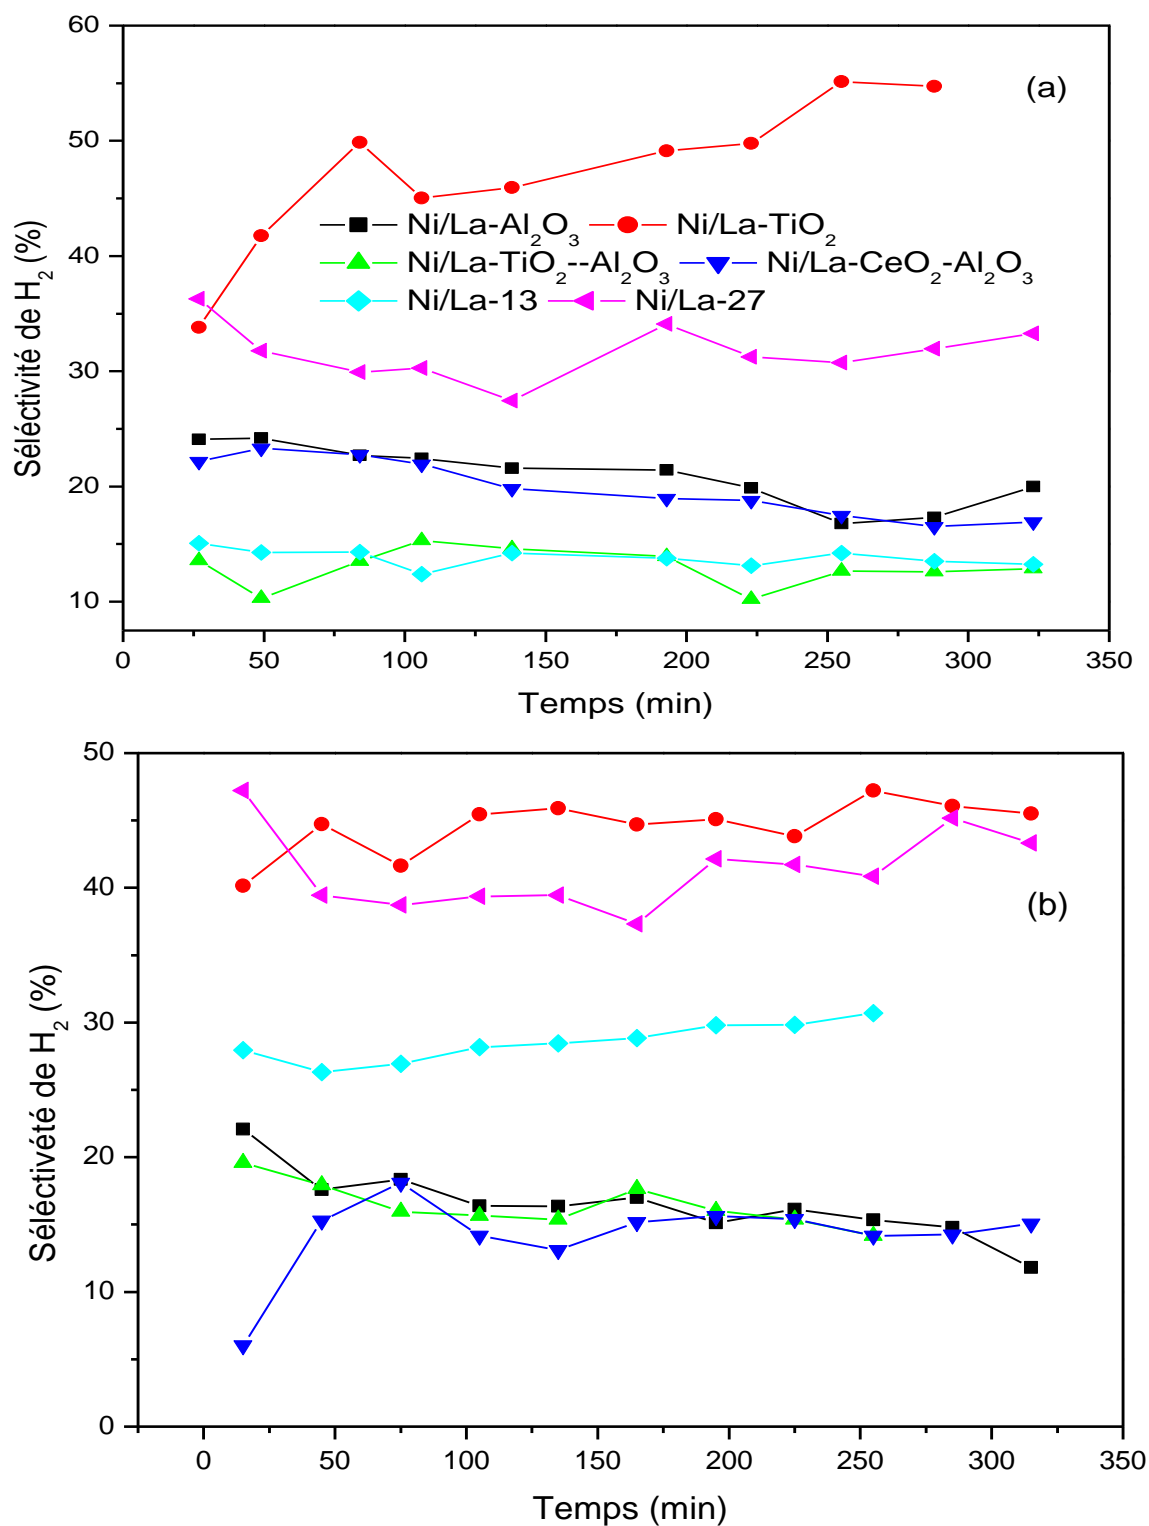 60
50
40
30
20
10
Séléctivité de H2 (%)
(a)
Ni/La-Al2O3 Ni/La-TiO2
Ni/La-TiO2--Al2O3 Ni/La-CeO2-Al2O3
Ni/La-13 Ni/La-27
0 50 100 150 200 250 300 350
Temps (min)
50
40
30
20
10
0
Séléctivété de H2 (%)
(b)
0 50 100 150 200 250 300 350
Temps (min)